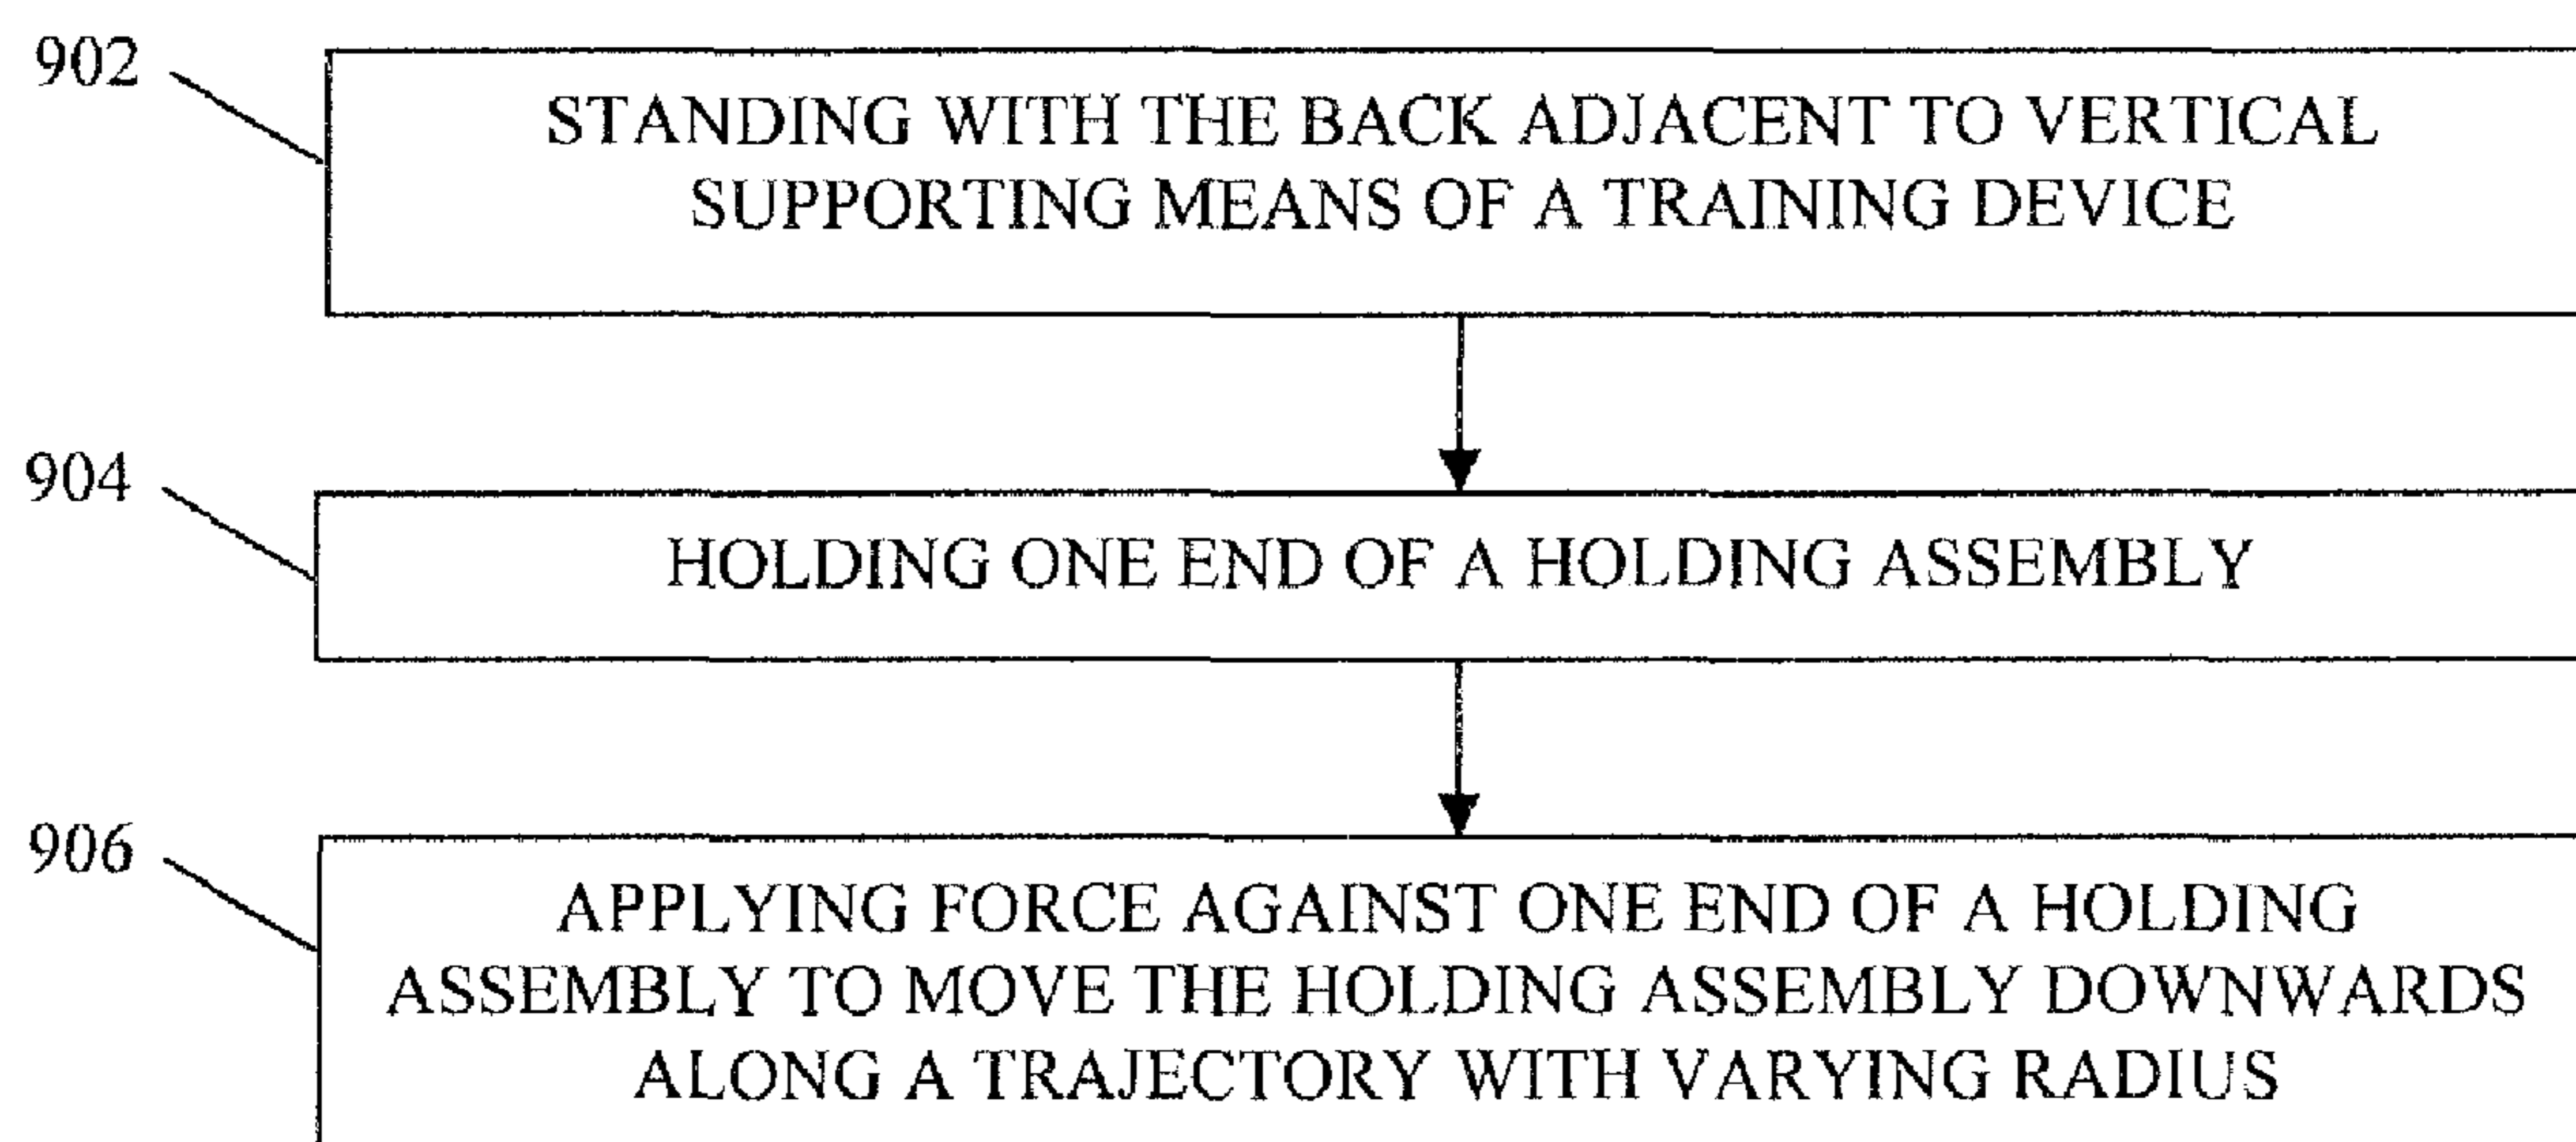 902
STANDING WITH THE BACK ADJACENT TO VERTICAL
SUPPORTING MEANS OF A TRAINING DEVICE
904
HOLDING ONE END OF A HOLDING ASSEMBLY
906
APPLYING FORCE AGAINST ONE END OF A HOLDING
ASSEMBLY TO MOVE THE HOLDING ASSEMBLY DOWNWARDS
ALONG A TRAJECTORY WITH VARYING RADIUS